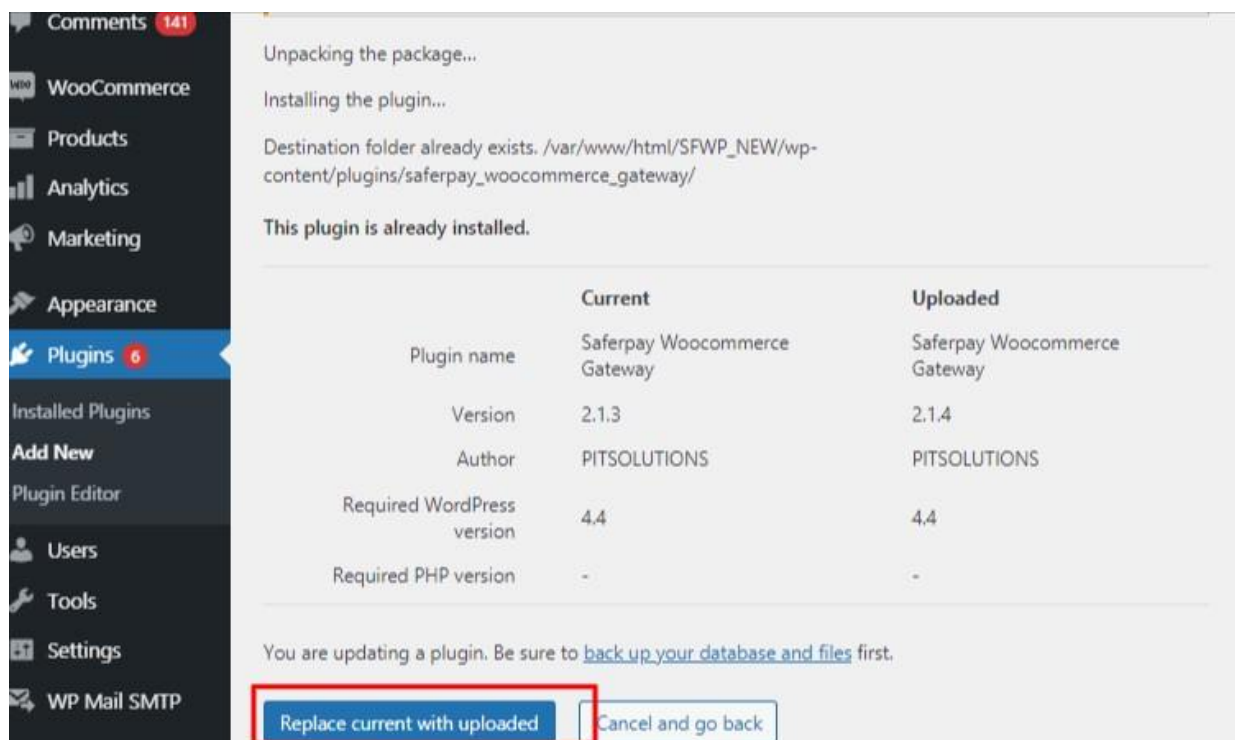 Comments 141
WooCommerce
Products
Analytics
Marketing
Appearance
Plugins 6
Installed Plugins
Add New
Plugin Editor
Users
Tools
Settings
WP Mail SMTP
Unpacking the package...
Installing the plugin...
Destination folder already exists. /var/www/html/SFWP_NEW/wp-
content/plugins/saferpay_woocommerce_gateway/
This plugin is already installed.
Current Uploaded
Plugin name Saferpay Woocommerce Saferpay Woocommerce
Gateway Gateway
Version 2.1.3 2.1.4
Author PITSOLUTIONS PITSOLUTIONS
Required WordPress
version 4.4 4.4
Required PHP version - -
You are updating a plugin. Be sure to back up your database and files first.
Replace current with uploaded Cancel and go back